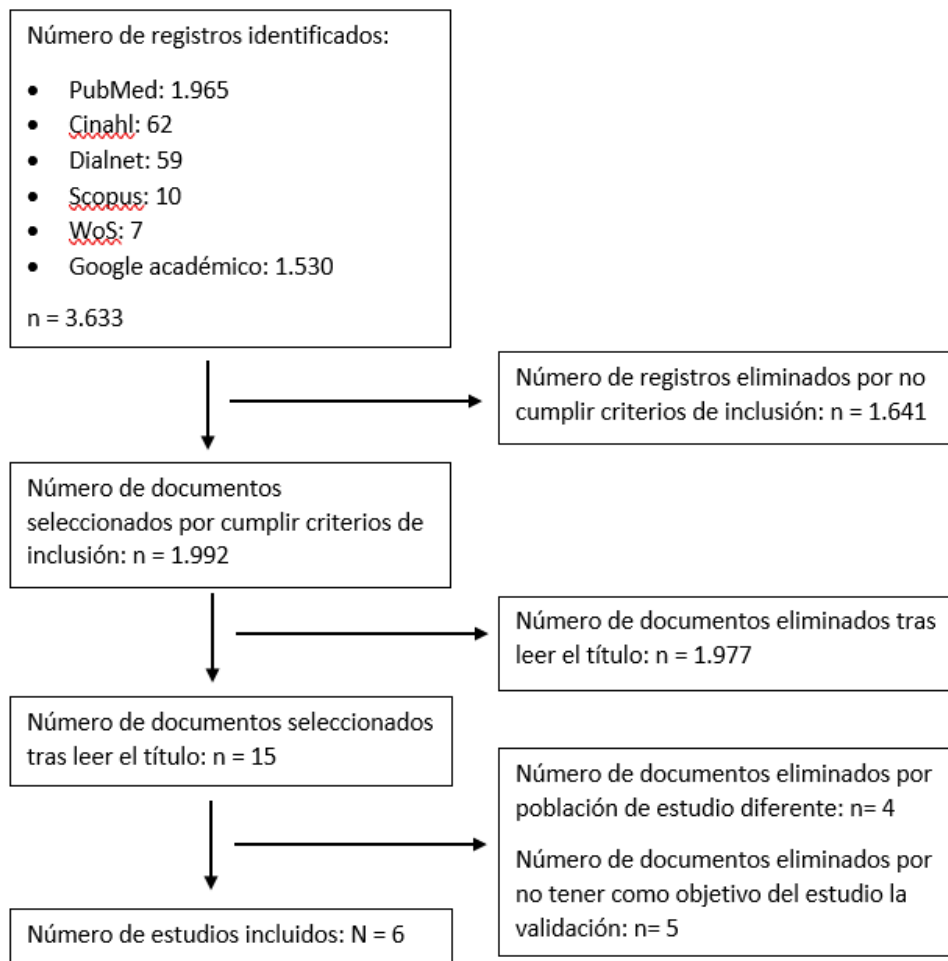 Número de registros identificados:
• PubMed: 1.965
• Cinahl: 62
• Dialnet: 59
• Scopus: 10
• WoS: 7
• Google académico: 1.530
n = 3.633
Número de registros eliminados por no
cumplir criterios de inclusión: n = 1.641
Número de documentos
seleccionados por cumplir criterios de
inclusión: n = 1.992
Número de documentos eliminados tras
leer el título: n = 1.977
Número de documentos seleccionados
tras leer el título: n = 15
Número de documentos eliminados por
población de estudio diferente: n= 4
Número de documentos eliminados por
no tener como objetivo del estudio la
validación: n= 5
Número de estudios incluidos: N = 6